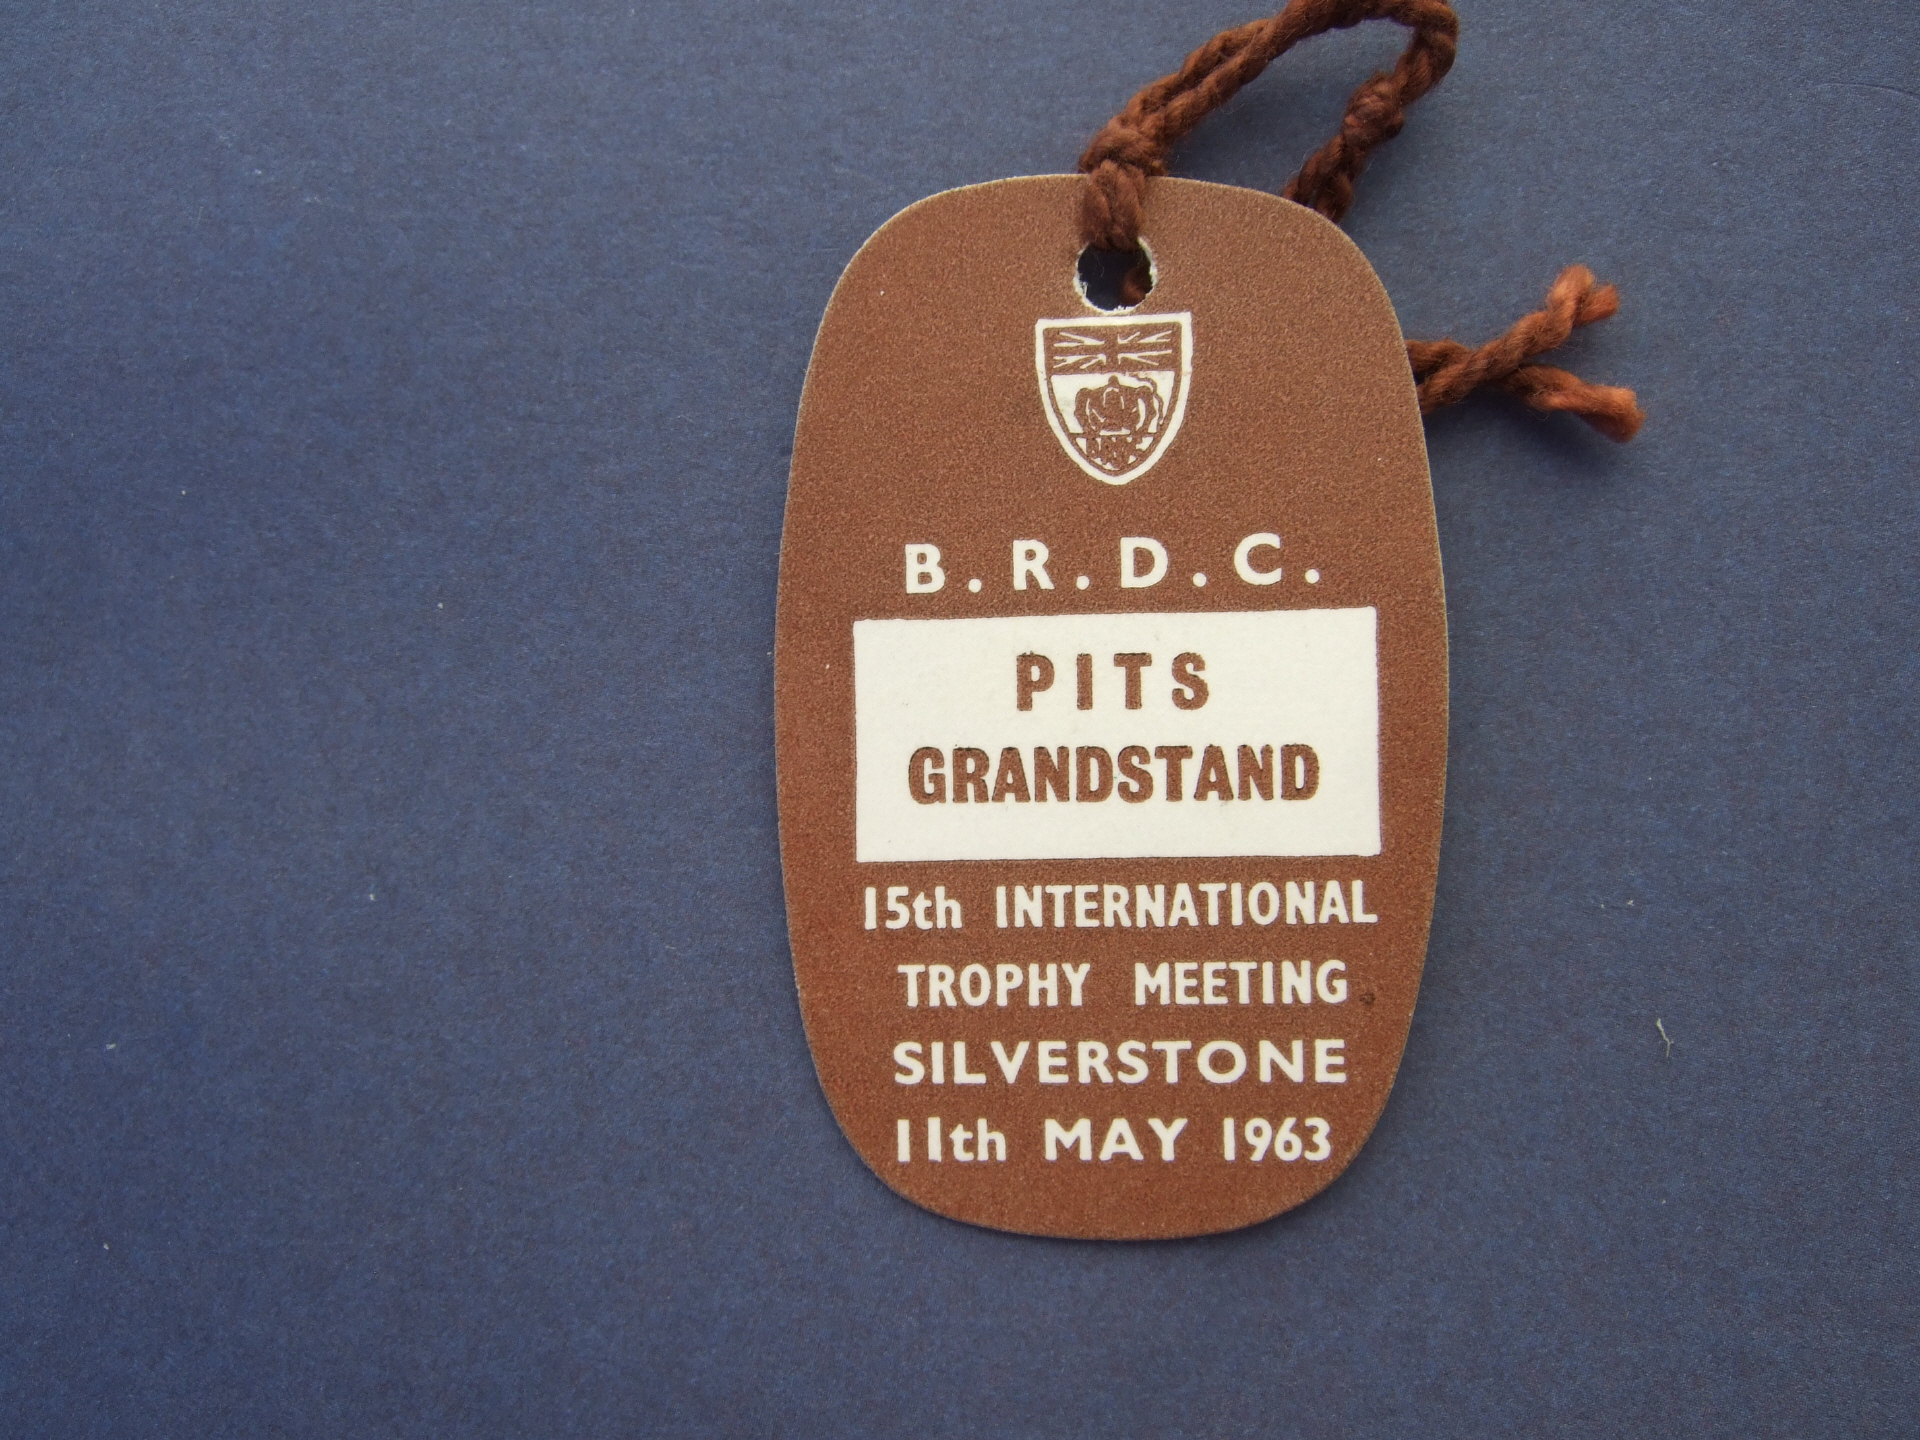 B.R.D.C.
PITS
GRANDSTAND
15th INTERNATIONAL
TROPHY MEETING
SILVERSTONE
11th MAY 1963